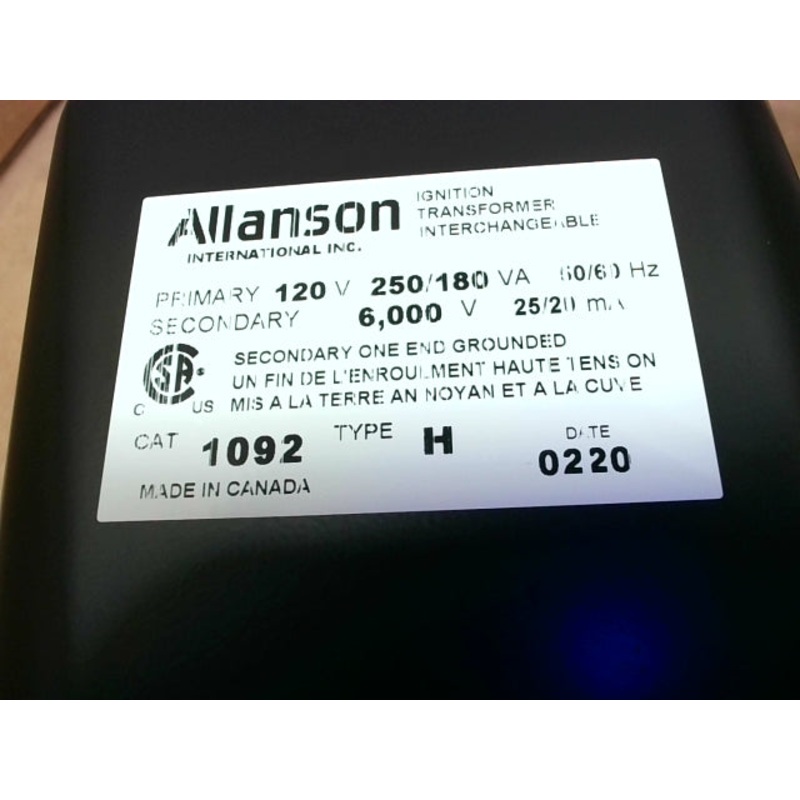 Allanson
INTERNATIONAL INC.
IGNITION
TRANSFORMER
INTERCHANGEABLE
PRIMARY 120 V 250/180 VA 50/60 Hz
SECONDARY 6,000 V 25/20 mA
SECONDARY ONE END GROUNDED
UN FIN DE L'ENROULMENT HAUTE TENSION
MIS A LA TERRE AN NOYAN ET A LA CUVE
C SA US
CAT 1092 TYPE H DATE 0220
MADE IN CANADA